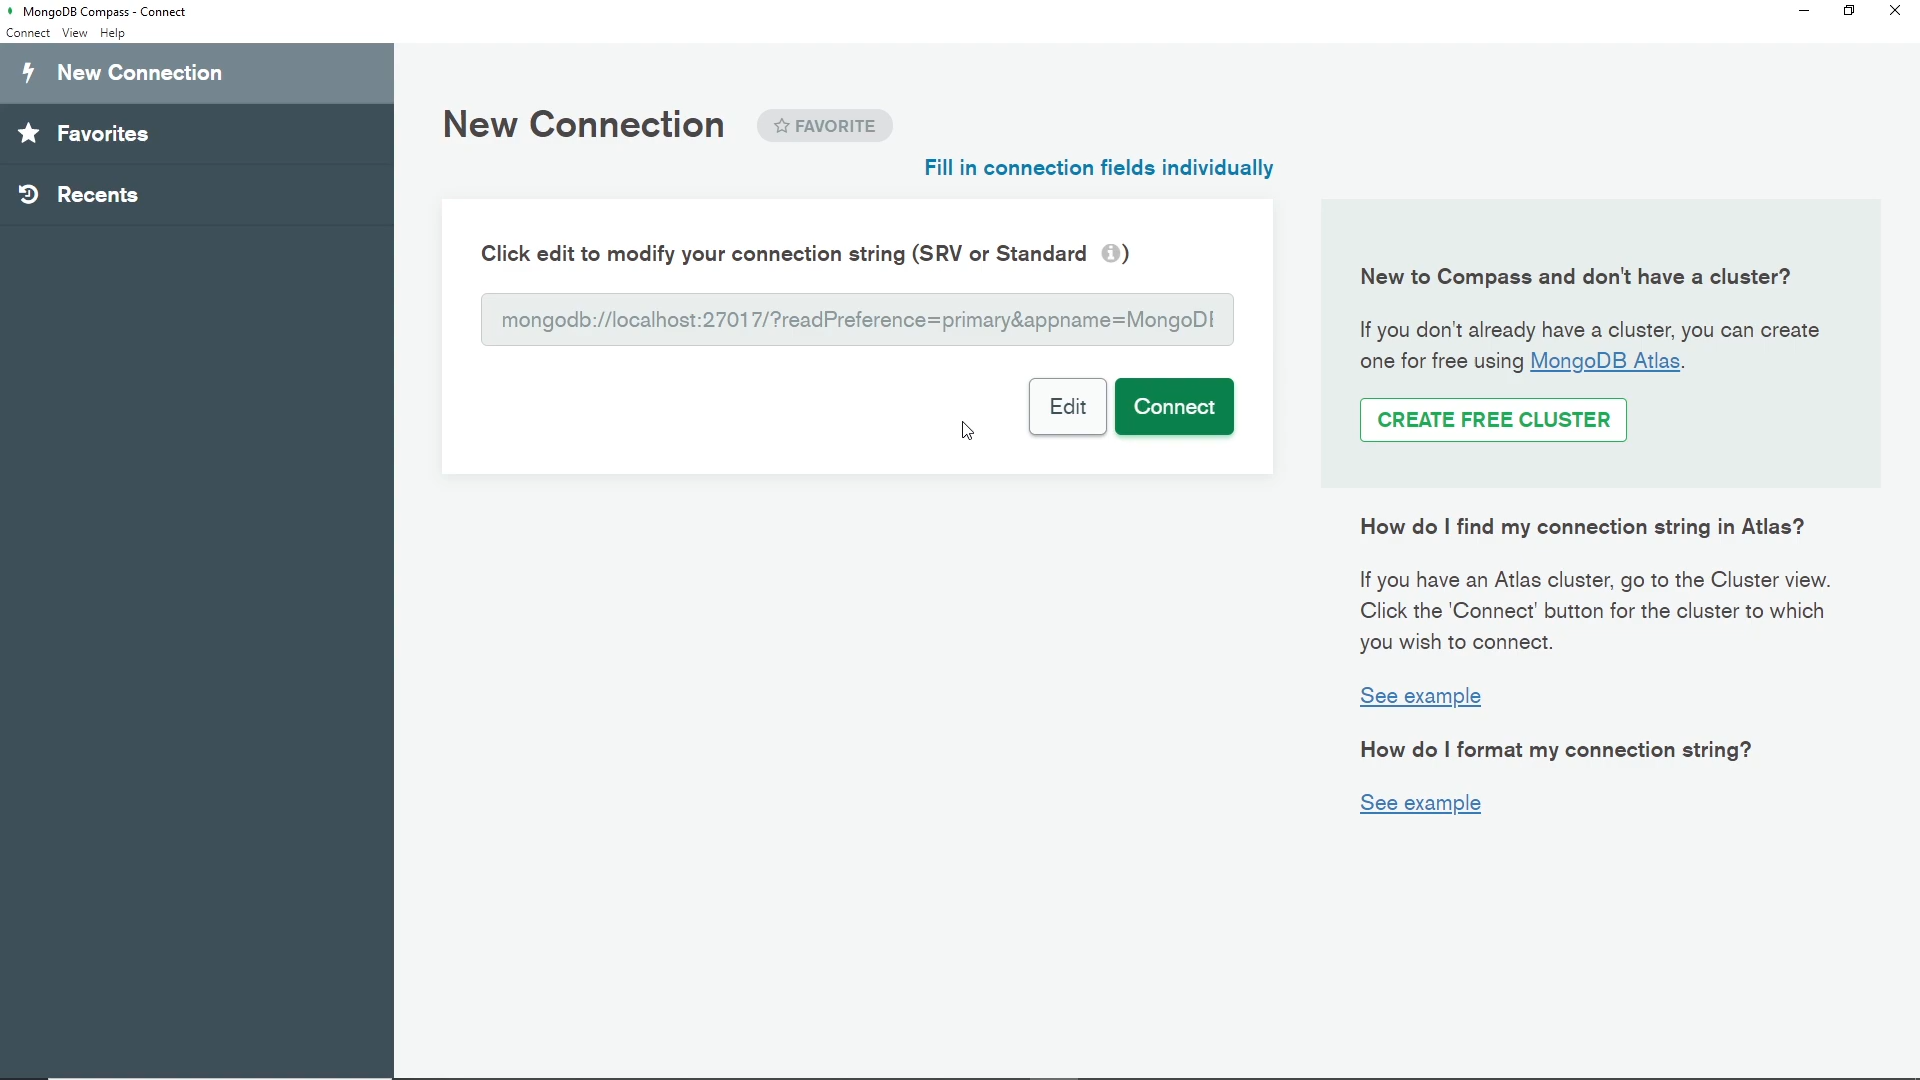 MongoDB Compass - Connect
Connect View Help
New Connection
Favorites
Recents
New Connection
FAVORITE
Fill in connection fields individually
Click edit to modify your connection string (SRV or Standard )
mongodb://localhost:27017/?readPreference=primary&appname=MongoD
Edit
Connect
New to Compass and don't have a cluster?
If you don't already have a cluster, you can create
one for free using MongoDB Atlas.
CREATE FREE CLUSTER
How do I find my connection string in Atlas?
If you have an Atlas cluster, go to the Cluster view.
Click the 'Connect' button for the cluster to which
you wish to connect.
See example
How do I format my connection string?
See example